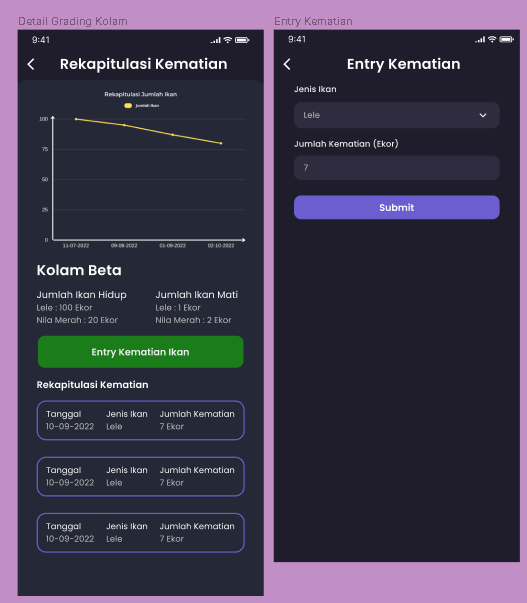 Detail Grading Kolam
9:41
Rekapitulasi Kematian
Rekapitulasi Jumlah Ikan
Jumlah Ikan
100
75
50
25
0
11-07-2022 09-08-2022 01-09-2022 02-10-2022
Kolam Beta
Jumlah Ikan Hidup
Lele : 100 Ekor
Nila Merah : 20 Ekor
Jumlah Ikan Mati
Lele : 1 Ekor
Nila Merah : 2 Ekor
Entry Kematian Ikan
Rekapitulasi Kematian
Tanggal Jenis Ikan Jumlah Kematian
10-09-2022 Lele 7 Ekor
Tanggal Jenis Ikan Jumlah Kematian
10-09-2022 Lele 7 Ekor
Tanggal Jenis Ikan Jumlah Kematian
10-09-2022 Lele 7 Ekor
Entry Kematian
9:41
Entry Kematian
Jenis Ikan
Lele
Jumlah Kematian (Ekor)
7
Submit